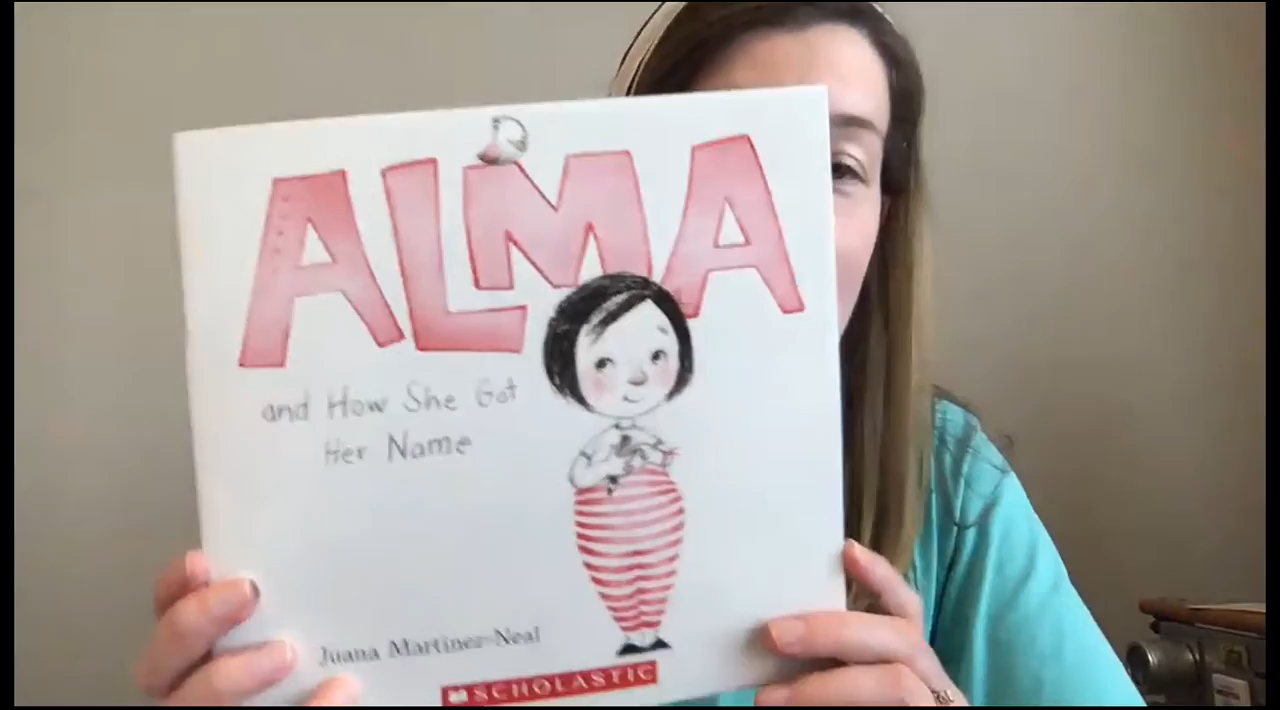 ALMA
and How She Got
Her Name
Juana Martinez-Neal
SCHOLASTIC